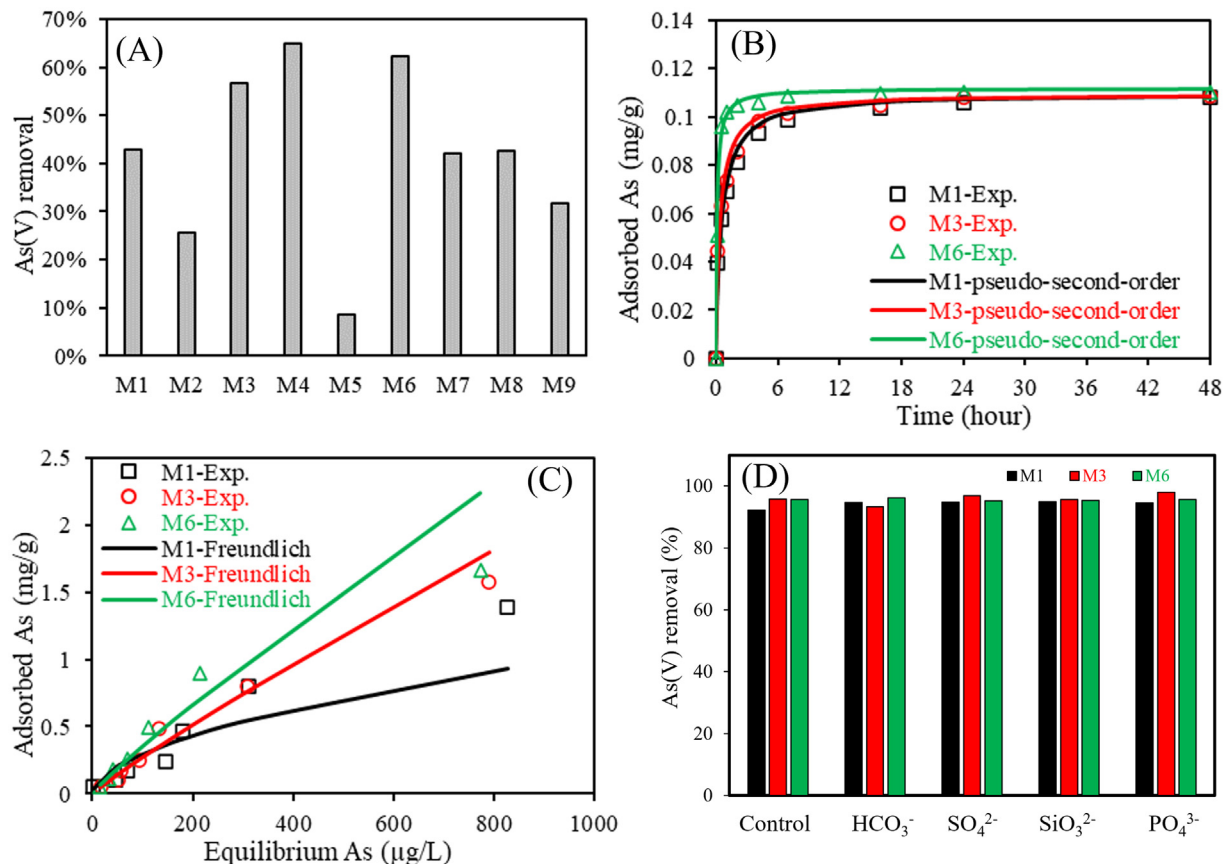 (A)
As(V) removal
70%
60%
50%
40%
30%
20%
10%
0%
M1 M2 M3 M4 M5 M6 M7 M8 M9
(B)
Adsorbed As (mg/g)
0.14
0.12
0.1
0.08
0.06
0.04
0.02
0
M1-Exp.
M3-Exp.
M6-Exp.
M1-pseudo-second-order
M3-pseudo-second-order
M6-pseudo-second-order
0 6 12 18 24 30 36 42 48
Time (hour)
(C)
Adsorbed As (mg/g)
2.5
2
1.5
1
0.5
0
M1-Exp.
M3-Exp.
M6-Exp.
M1-Freundlich
M3-Freundlich
M6-Freundlich
0 200 400 600 800 1000
Equilibrium As (µg/L)
(D)
M1 M3 M6
As(V) removal (%)
100
80
60
40
20
0
Control HCO₃⁻ SO₄²⁻ SiO₃²⁻ PO₄³⁻